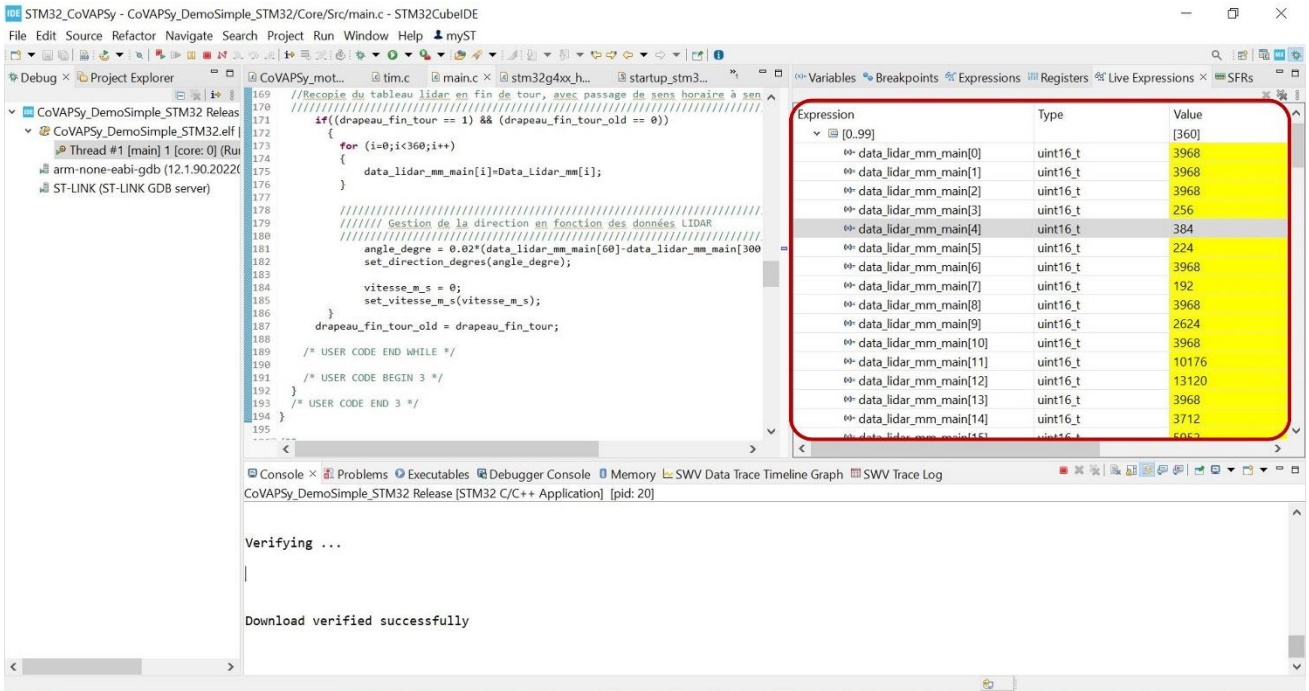 IDE STM32_CoVAPSy - CoVAPSy_DemoSimple_STM32/Core/Src/main.c - STM32CubeIDE
File Edit Source Refactor Navigate Search Project Run Window Help myST
Debug Project Explorer
CoVAPSy_DemoSimple_STM32 Releas
CoVAPSy_DemoSimple_STM32.elf [
Thread #1 [main] 1 [core: 0] (Ru
arm-none-eabi-gdb (12.1.90.2022
ST-LINK (ST-LINK GDB server)
CoVAPSy_mot... tim.c main.c stm32g4xx_h... startup_stm3...
169 //Recopie du tableau lidar en fin de tour, avec passage de sens horaire à sen
170 ////////////////////////////////////////////////////////////////////////////
171 if((drapeau_fin_tour == 1) && (drapeau_fin_tour_old == 0))
172 {
173 for (i=0;i<360;i++)
174 {
175 data_lidar_mm_main[i]=Data_Lidar_mm[i];
176 }
177
178 /////////////////////////////////////////////////////////////////////
179 /////// Gestion de la direction en fonction des données LIDAR
180 /////////////////////////////////////////////////////////////////////
181 angle_degre = 0.02*(data_lidar_mm_main[60]-data_lidar_mm_main[300
182 set_direction_degres(angle_degre);
183
184 vitesse_m_s = 0;
185 set_vitesse_m_s(vitesse_m_s);
186 }
187 drapeau_fin_tour_old = drapeau_fin_tour;
188
189 /* USER CODE END WHILE */
190
191 /* USER CODE BEGIN 3 */
192 }
193 /* USER CODE END 3 */
194 }
195
Variables Breakpoints Expressions Registers Live Expressions SFRs
Expression Type Value
[0..99] [360]
data_lidar_mm_main[0] uint16_t 3968
data_lidar_mm_main[1] uint16_t 3968
data_lidar_mm_main[2] uint16_t 3968
data_lidar_mm_main[3] uint16_t 256
data_lidar_mm_main[4] uint16_t 384
data_lidar_mm_main[5] uint16_t 224
data_lidar_mm_main[6] uint16_t 3968
data_lidar_mm_main[7] uint16_t 192
data_lidar_mm_main[8] uint16_t 3968
data_lidar_mm_main[9] uint16_t 2624
data_lidar_mm_main[10] uint16_t 3968
data_lidar_mm_main[11] uint16_t 10176
data_lidar_mm_main[12] uint16_t 13120
data_lidar_mm_main[13] uint16_t 3968
data_lidar_mm_main[14] uint16_t 3712
data_lidar_mm_main[15] uint16_t
Console Problems Executables Debugger Console Memory SWV Data Trace Timeline Graph SWV Trace Log
CoVAPSy_DemoSimple_STM32 Release [STM32 C/C++ Application] [pid: 20]
Verifying ...
Download verified successfully